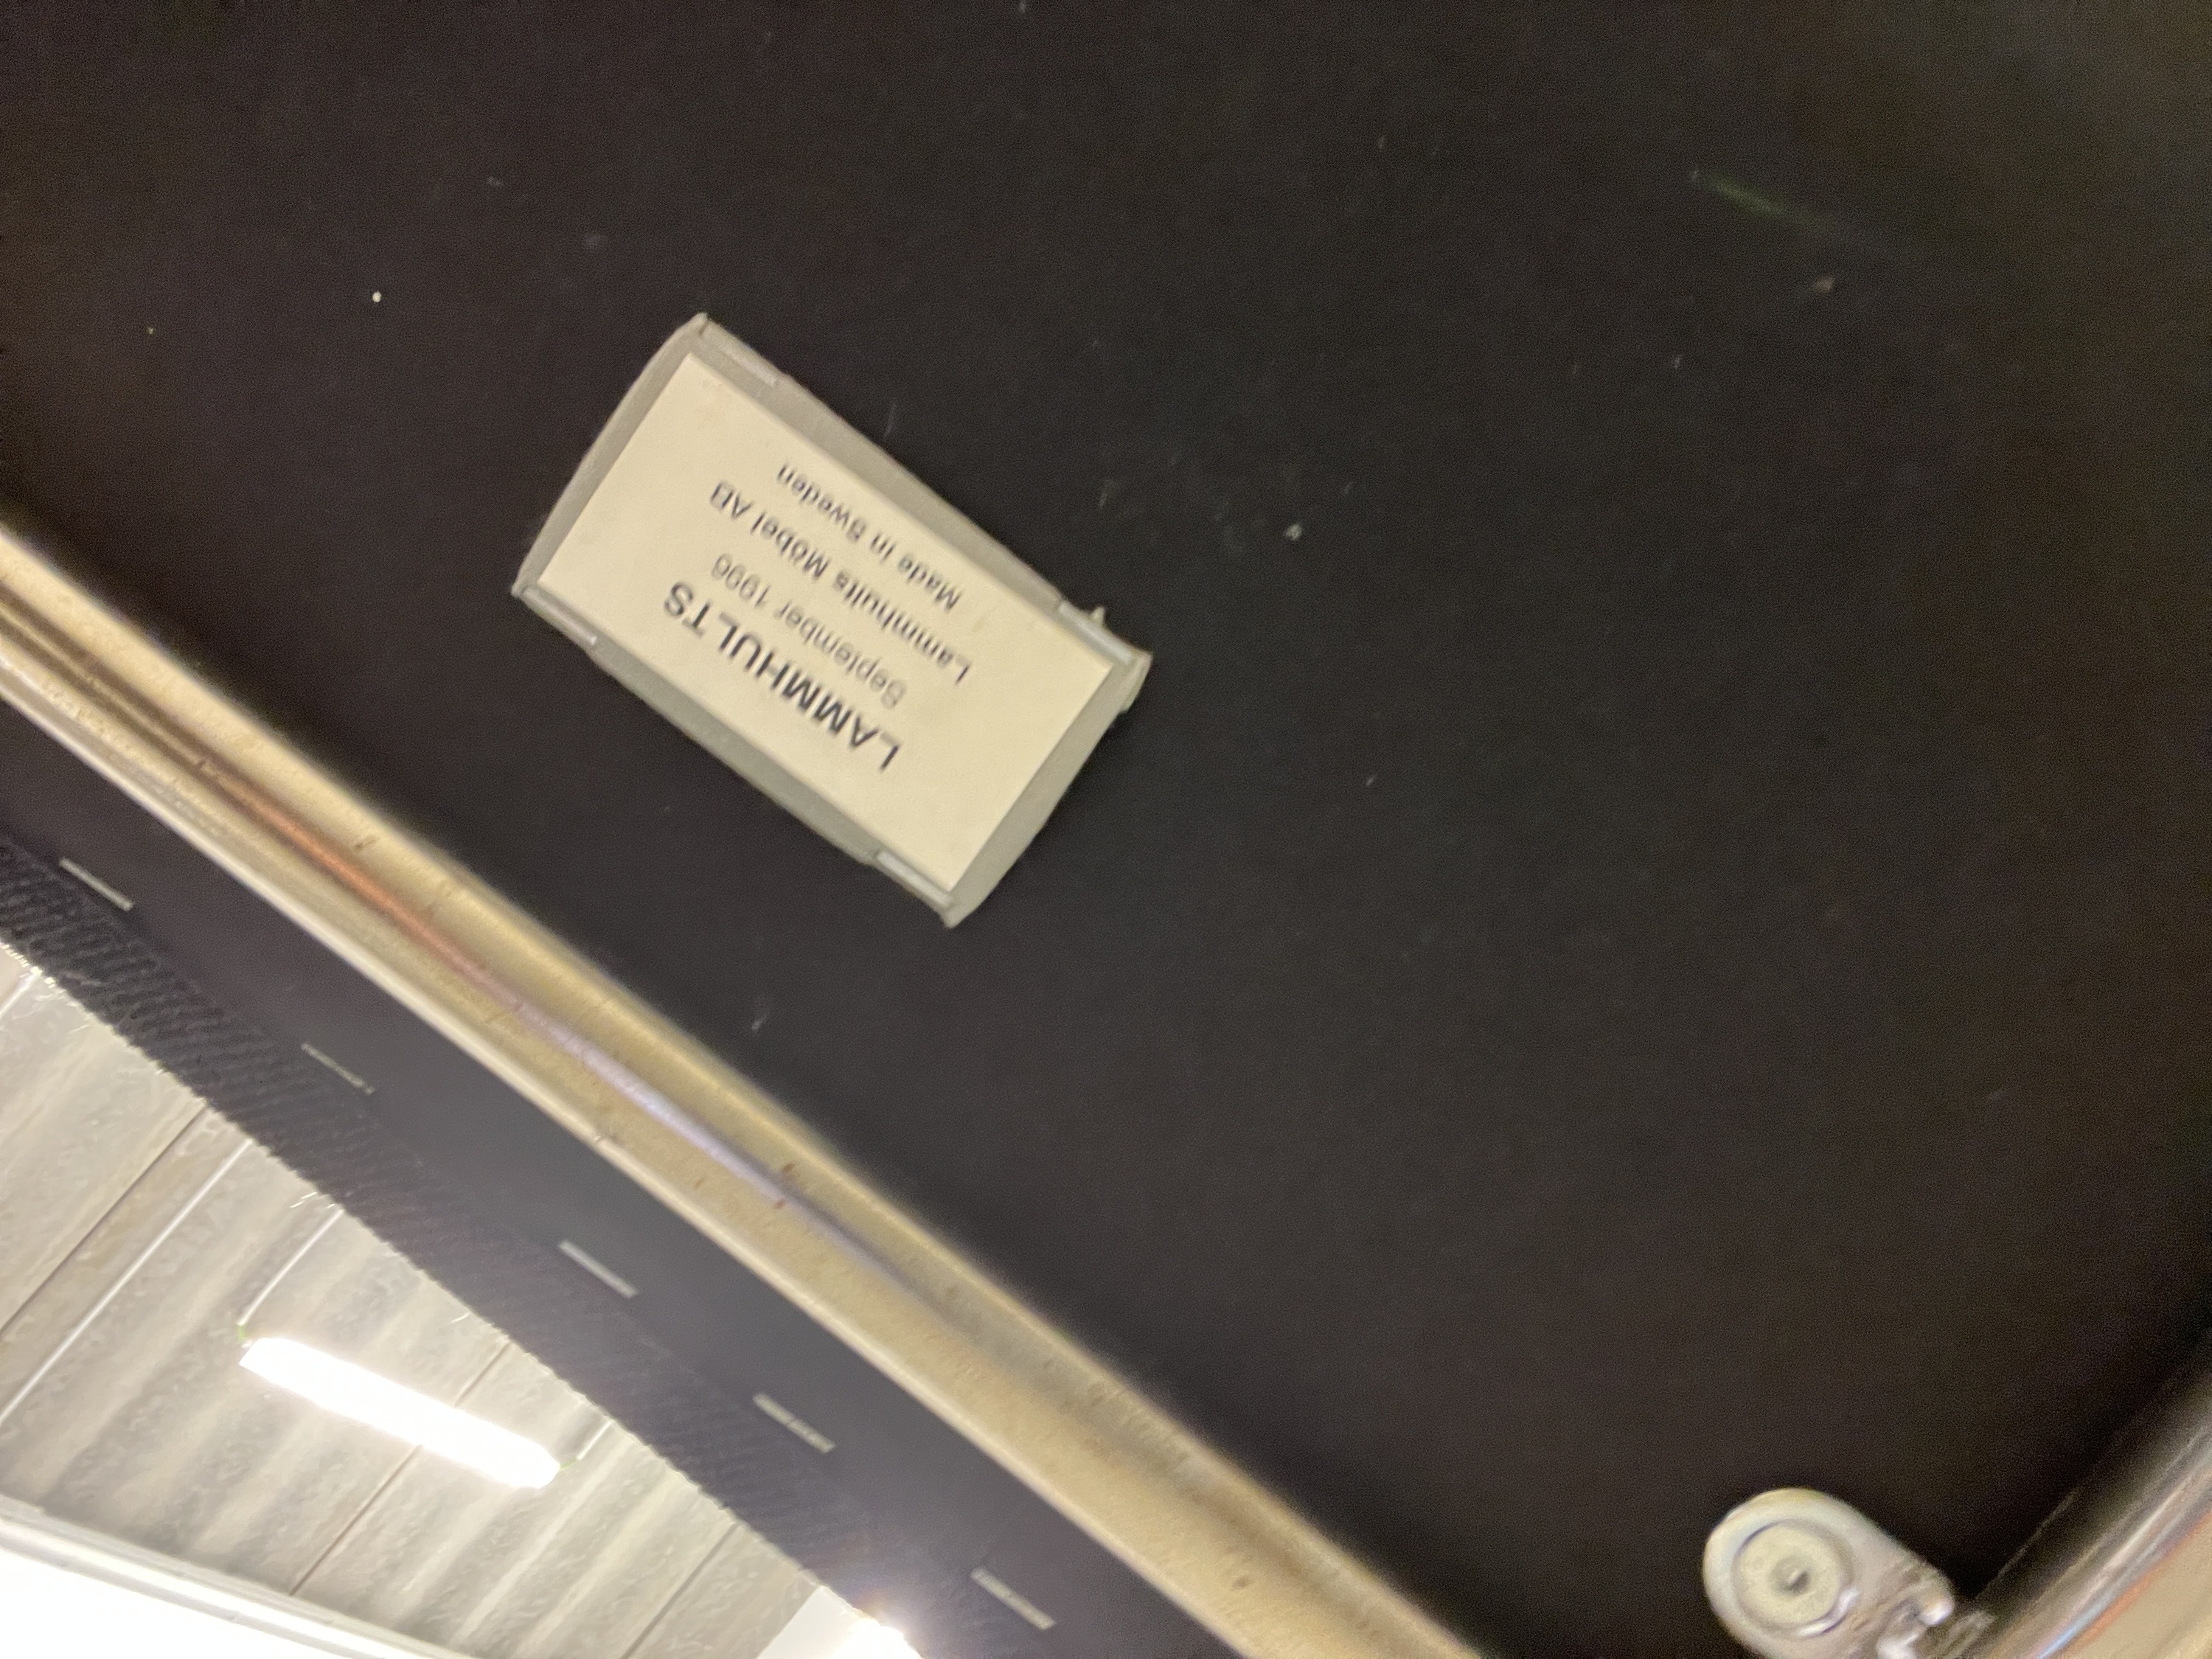 LAMMHULTS
September 1996
Lammhults Möbel AB
Made in Sweden